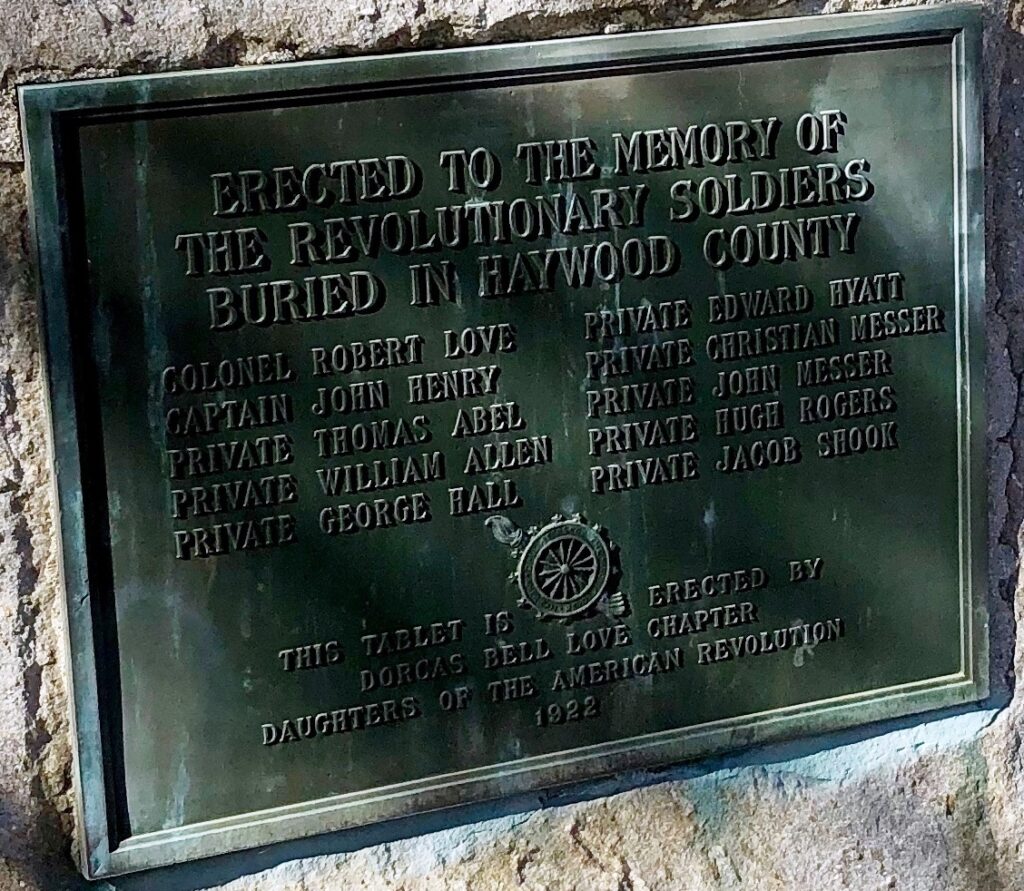 ERECTED TO THE MEMORY OF
THE REVOLUTIONARY SOLDIERS
BURIED IN HAYWOOD COUNTY
COLONEL ROBERT LOVE
CAPTAIN JOHN HENRY
PRIVATE THOMAS ABEL
PRIVATE WILLIAM ALLEN
PRIVATE GEORGE HALL
PRIVATE EDWARD HYATT
PRIVATE CHRISTIAN MESSER
PRIVATE JOHN MESSER
PRIVATE HUGH ROGERS
PRIVATE JACOB SHOOK
THIS TABLET IS ERECTED BY
DORCAS BELL LOVE CHAPTER
DAUGHTERS OF THE AMERICAN REVOLUTION
1922